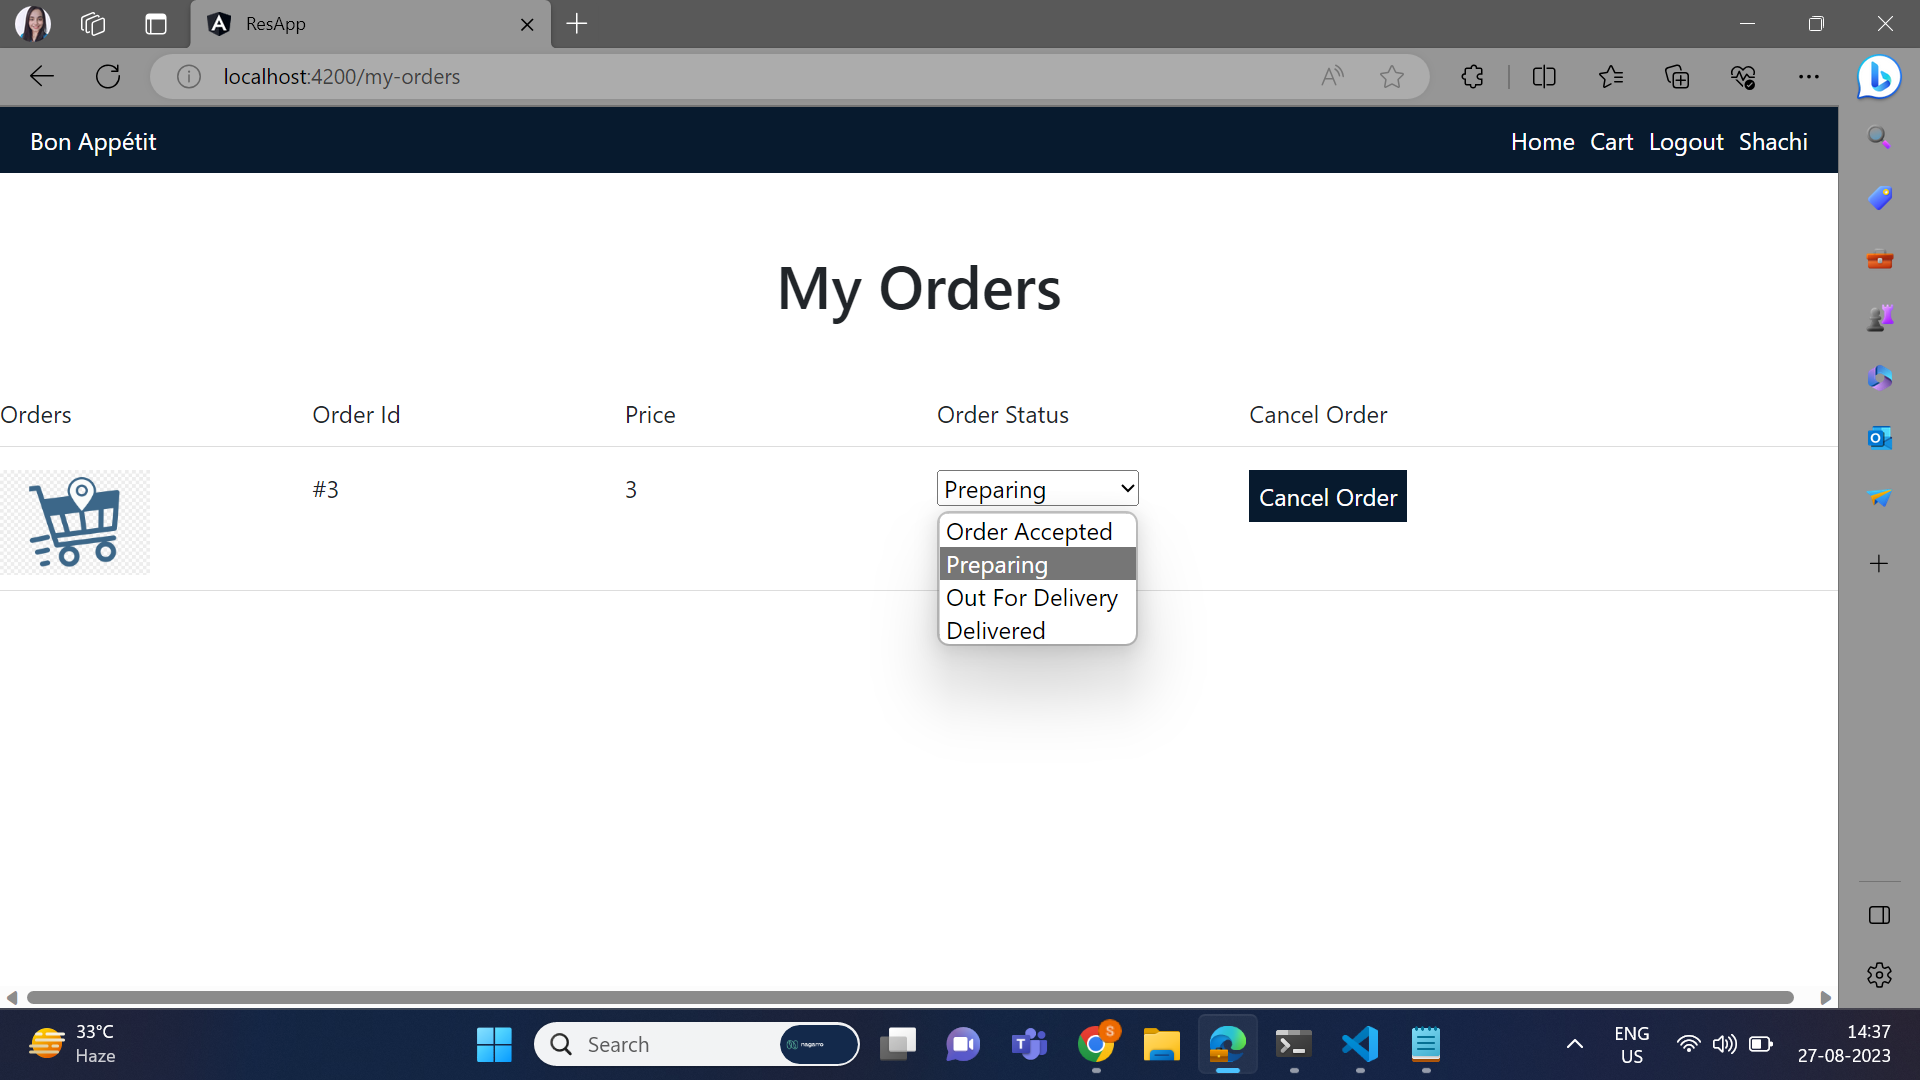 ResApp
localhost:4200/my-orders
Bon Appétit
Home Cart Logout Shachi
My Orders
Orders Order Id Price Order Status Cancel Order
#3 3 Preparing Cancel Order
Order Accepted
Preparing
Out For Delivery
Delivered
33°C
Haze
Search
nagarro
S
ENG
US
14:37
27-08-2023